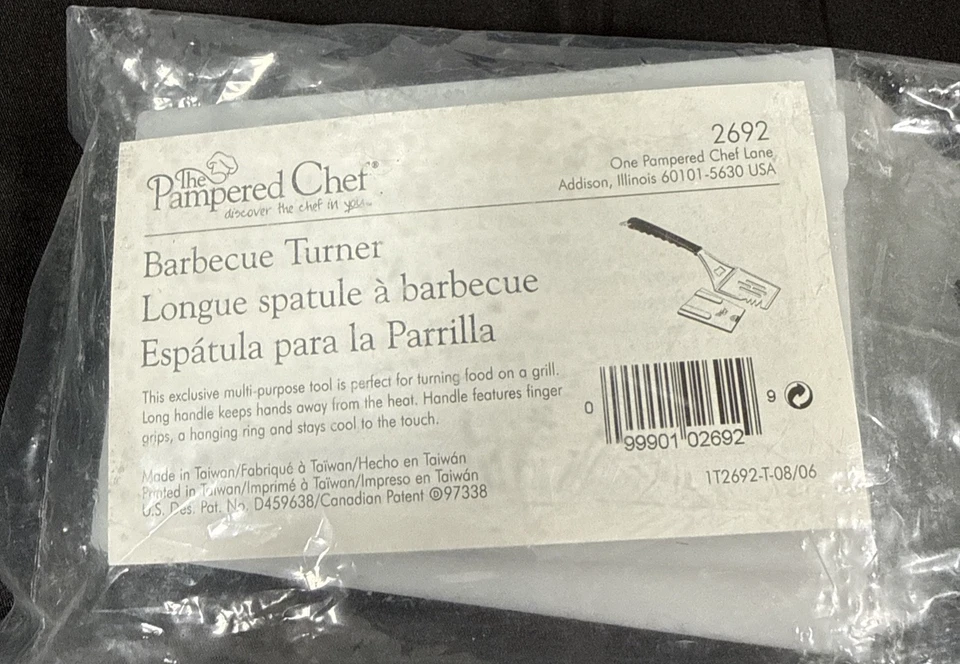 The
Pampered Chef®
discover the chef in you™
2692
One Pampered Chef Lane
Addison, Illinois 60101-5630 USA
Barbecue Turner
Longue spatule à barbecue
Espátula para la Parrilla
This exclusive multi-purpose tool is perfect for turning food on a grill.
Long handle keeps hands away from the heat. Handle features finger
grips, a hanging ring and stays cool to the touch.
0 99901 02692 9
Made in Taiwan/Fabriqué à Taïwan/Hecho en Taiwán
Printed in Taiwan/Imprimé à Taïwan/Impreso en Taiwán
U.S. Des. Pat. No. D459638/Canadian Patent ©97338
1T2692-T-08/06